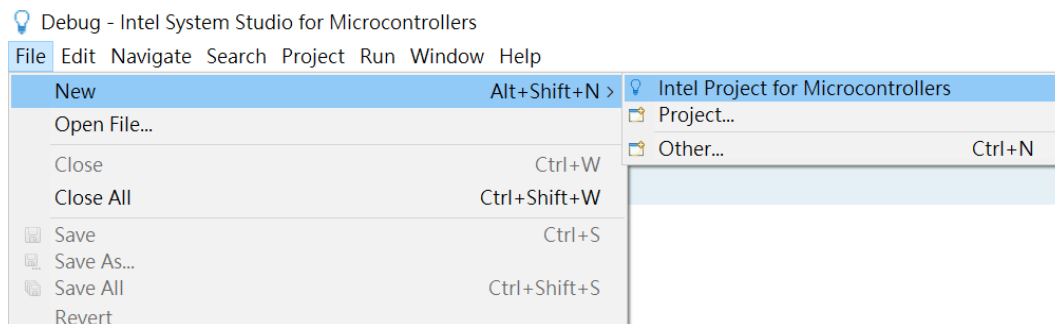 Debug - Intel System Studio for Microcontrollers
File Edit Navigate Search Project Run Window Help
New Alt+Shift+N >
Intel Project for Microcontrollers
Project...
Other... Ctrl+N
Open File...
Close Ctrl+W
Close All Ctrl+Shift+W
Save Ctrl+S
Save As...
Save All Ctrl+Shift+S
Revert